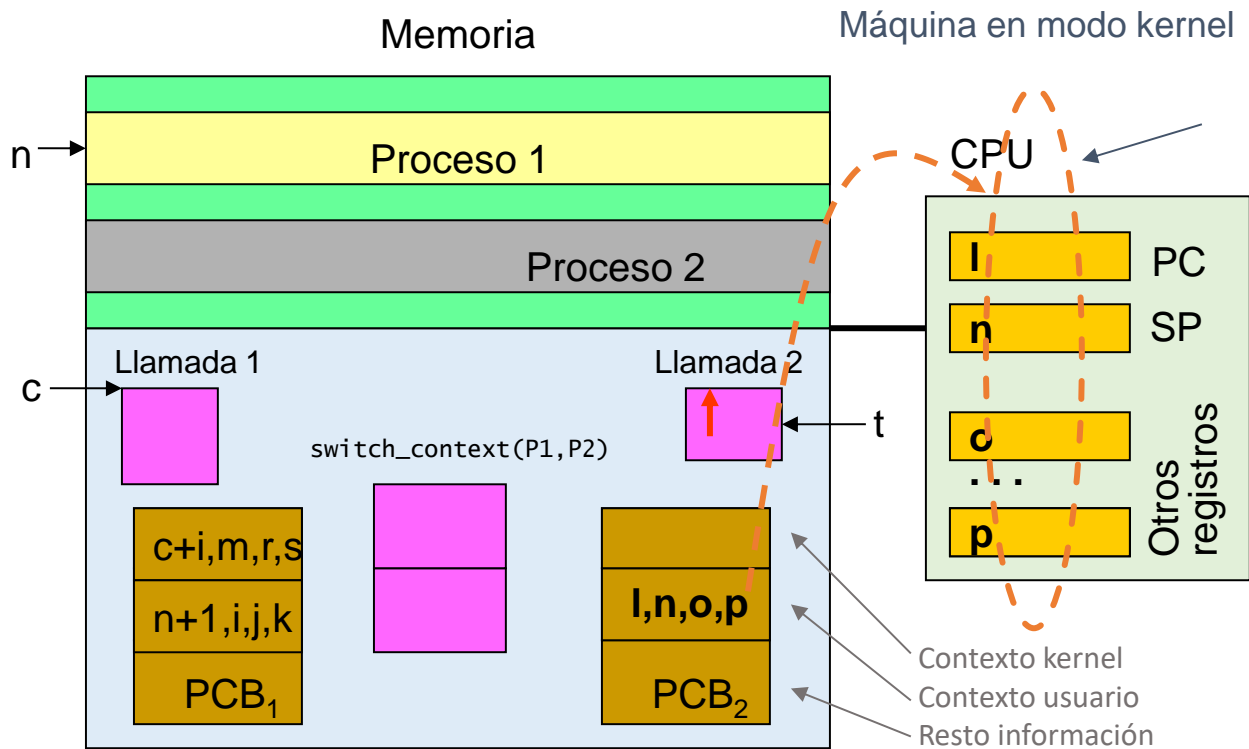 Memoria
Máquina en modo kernel
n
Proceso 1
CPU
Proceso 2
l
PC
n
SP
Llamada 1
Llamada 2
c
t
switch_context(P1,P2)
o
...
p
Otros
registros
c+i,m,r,s
n+1,i,j,k
PCB1
l,n,o,p
PCB2
Contexto kernel
Contexto usuario
Resto información